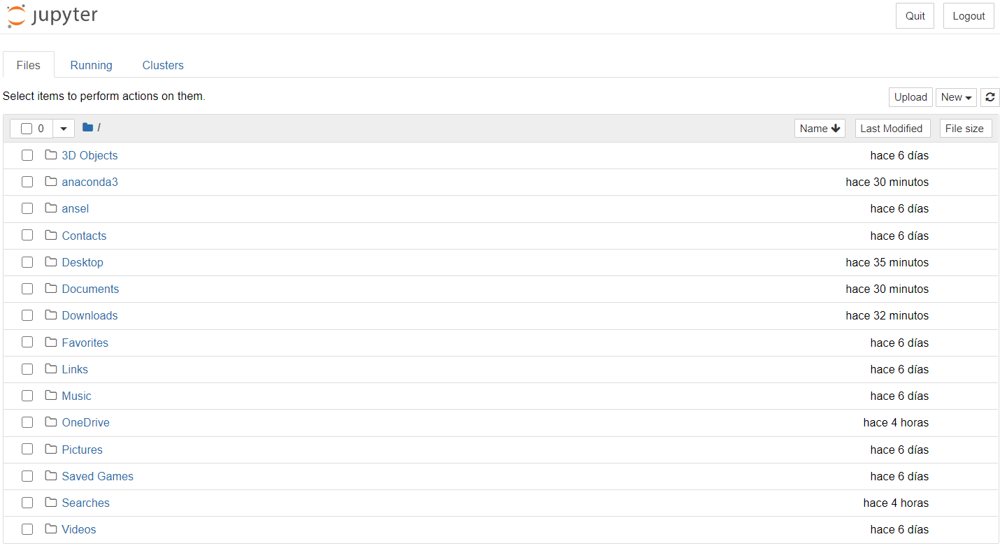 jupyter Quit Logout
Files Running Clusters
Select items to perform actions on them. Upload New
0 / Name Last Modified File size
3D Objects hace 6 días
anaconda3 hace 30 minutos
ansel hace 6 días
Contacts hace 6 días
Desktop hace 35 minutos
Documents hace 30 minutos
Downloads hace 32 minutos
Favorites hace 6 días
Links hace 6 días
Music hace 6 días
OneDrive hace 4 horas
Pictures hace 6 días
Saved Games hace 6 días
Searches hace 4 horas
Videos hace 6 días